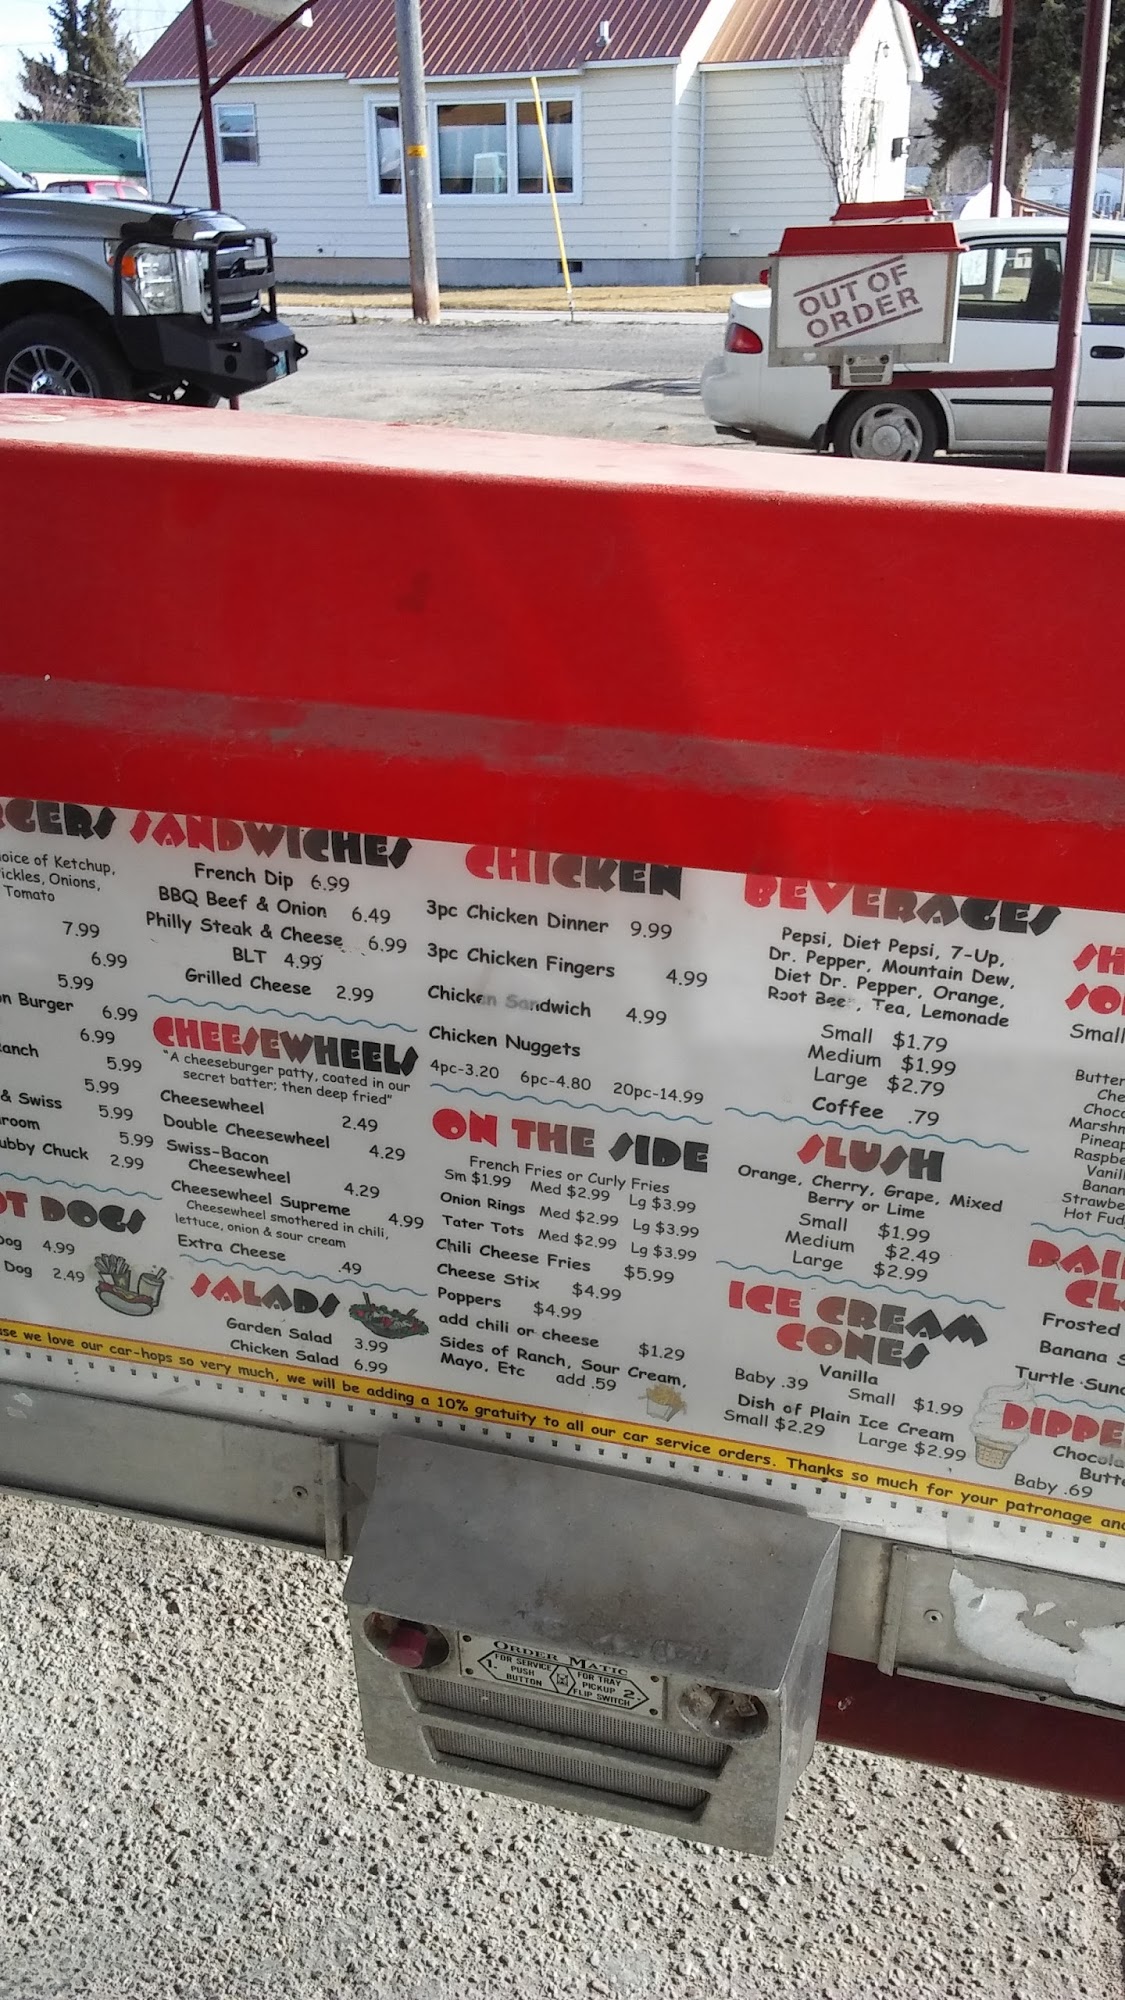 OUT OF
ORDER
SANDWICHES
French Dip 6.99
BBQ Beef & Onion 6.49
Philly Steak & Cheese 6.99
BLT 4.99
Grilled Cheese 2.99
CHEESEWHEELS
"A cheeseburger patty, coated in our
secret batter; then deep fried"
Cheesewheel 2.49
Double Cheesewheel 4.29
Swiss-Bacon
Cheesewheel 4.29
Cheesewheel Supreme 4.99
Cheesewheel smothered in chili,
lettuce, onion & sour cream
Extra Cheese .49
SALADS
Garden Salad 3.99
Chicken Salad 6.99
of Ketchup,
Onions,
Tomato
7.99
6.99
5.99
Burger 6.99
6.99
5.99
5.99
& Swiss 5.99
5.99
Chuck 2.99
DOGS
Dog 4.99
Dog 2.49
CHICKEN
3pc Chicken Dinner 9.99
3pc Chicken Fingers 4.99
Chicken Sandwich 4.99
Chicken Nuggets
4pc-3.20 6pc-4.80 20pc-14.99
ON THE SIDE
French Fries or Curly Fries
Sm $1.99 Med $2.99 Lg $3.99
Onion Rings Med $2.99 Lg $3.99
Tater Tots Med $2.99 Lg $3.99
Chili Cheese Fries $5.99
Cheese Stix $4.99
Poppers $4.99
add chili or cheese $1.29
Sides of Ranch, Sour Cream,
Mayo, Etc add .59
BEVERAGES
Pepsi, Diet Pepsi, 7-Up,
Dr. Pepper, Mountain Dew,
Diet Dr. Pepper, Orange,
Root Beer, Tea, Lemonade
Small $1.79
Medium $1.99
Large $2.79
Coffee .79
SLUSH
Orange, Cherry, Grape, Mixed
Berry or Lime
Small $1.99
Medium $2.49
Large $2.99
ICE CREAM
CONES
Vanilla
Baby .39 Small $1.99
Dish of Plain Ice Cream
Small $2.29 Large $2.99
Small
Frosted
Banana
Turtle
Baby .69
we love our car-hops so very much, we will be adding a 10% gratuity to all our car service orders. Thanks so much for your patronage
ORDER MATIC
1. FOR SERVICE PUSH BUTTON
FOR TRAY PICKUP FLIP SWITCH 2.